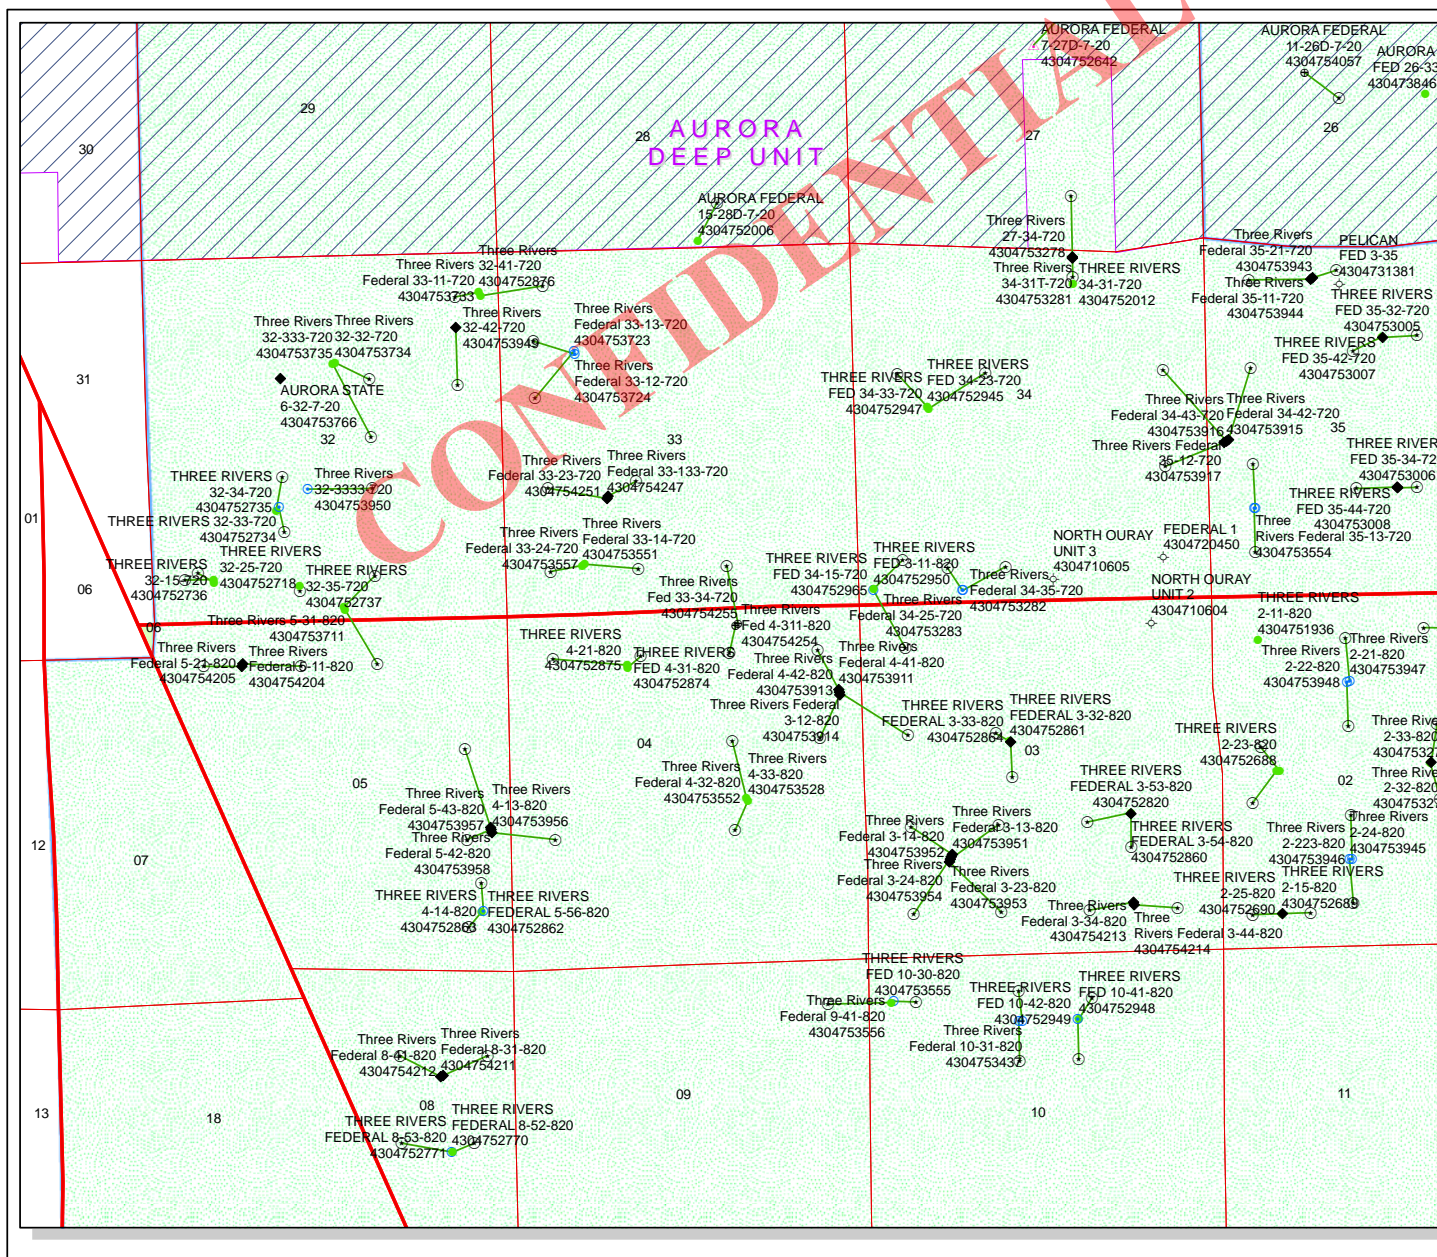 AURORA FEDERAL
7-27D-7-20
4304752642
AURORA FEDERAL
11-26D-7-20
4304754057
AURORA
FED 26-33
430473846
29
28
27
26
30
AURORA
DEEP UNIT
CONFIDENTIAL
AURORA FEDERAL
15-28D-7-20
4304752006
Three Rivers
27-34-720
4304753278
Three Rivers
34-31T-720
4304753281
THREE RIVERS
34-31-720
4304752012
Three Rivers
Federal 35-21-720
4304753943
Three Rivers
Federal 35-11-720
4304753944
PELICAN
FED 3-35
4304731381
THREE RIVERS
FED 35-32-720
4304753005
THREE RIVERS
FED 35-42-720
4304753007
Three Rivers
Federal 33-11-720
4304753733
Three Rivers
32-41-720
4304752876
Three Rivers
32-42-720
4304753949
Three Rivers
Federal 33-13-720
4304753723
Three Rivers
Federal 33-12-720
4304753724
Three Rivers
32-333-720
4304753735
Three Rivers
32-32-720
4304753734
31
AURORA STATE
6-32-7-20
4304753766
32
33
THREE RIVERS
FED 34-33-720
4304752947
THREE RIVERS
FED 34-23-720
4304752945
34
Three Rivers
Federal 34-43-720
4304753916
Three Rivers
Federal 34-42-720
4304753915
Three Rivers Federal
35-12-720
4304753917
35
THREE RIVER
FED 35-34-72
4304753006
THREE RIVERS
FED 35-44-720
4304753008
Three
Rivers Federal 35-13-720
4304753554
THREE RIVERS
32-34-720
4304752735
Three Rivers
32-3333-720
4304753950
THREE RIVERS 32-33-720
4304752734
Three Rivers
Federal 33-23-720
4304754251
Three Rivers
Federal 33-133-720
4304754247
01
THREE RIVERS
32-15-720
4304752736
THREE RIVERS
32-25-720
4304752718
THREE RIVERS
32-35-720
4304752737
Three Rivers
Federal 33-24-720
4304753557
Three Rivers
Federal 33-14-720
4304753551
Three Rivers
Fed 33-34-720
4304754255
THREE RIVERS
FED 34-15-720
4304752965
THREE RIVERS
FED 3-11-820
4304752950
Three Rivers
Federal 34-35-720
4304753282
Three Rivers
Federal 34-25-720
4304753283
NORTH OURAY
UNIT 3
4304710605
FEDERAL 1
4304720450
NORTH OURAY
UNIT 2
4304710604
THREE RIVERS
2-11-820
4304751936
06
06
Three Rivers 5-31-820
4304753711
Three Rivers
Federal 5-21-820
4304754205
Three Rivers
Federal 5-11-820
4304754204
THREE RIVERS
4-21-820
4304752875
THREE RIVERS
FED 4-31-820
4304752874
Three Rivers
Fed 4-311-820
4304754254
Three Rivers
Federal 4-42-820
4304753913
Three Rivers
Federal 4-41-820
4304753911
Three Rivers Federal
3-12-820
4304753914
THREE RIVERS
FEDERAL 3-33-820
4304752864
THREE RIVERS
FEDERAL 3-32-820
4304752861
Three Rivers
2-22-820
4304753948
Three Rivers
2-21-820
4304753947
THREE RIVERS
2-23-820
4304752688
Three Rive
2-33-820
43047527
Three Rive
2-32-820
43047527
04
03
02
05
Three Rivers
Federal 4-32-820
4304753552
Three Rivers
4-33-820
4304753528
Three Rivers
Federal 5-43-820
4304753957
Three Rivers
4-13-820
4304753956
Three Rivers
Federal 5-42-820
4304753958
THREE RIVERS
FEDERAL 3-53-820
4304752820
THREE RIVERS
FEDERAL 3-54-820
4304752860
Three Rivers
2-223-820
4304753946
Three Rivers
2-24-820
4304753945
12
07
Three Rivers
Federal 3-14-820
4304753952
Three Rivers
Federal 3-13-820
4304753951
Three Rivers
Federal 3-24-820
4304753954
Three Rivers
Federal 3-23-820
4304753953
THREE RIVERS
2-25-820
4304752690
THREE RIVERS
2-15-820
4304752689
THREE RIVERS
4-14-820
4304752863
THREE RIVERS
FEDERAL 5-56-820
4304752862
Three Rivers
Federal 3-34-820
4304754213
Three
Rivers Federal 3-44-820
4304754214
THREE RIVERS
FED 10-30-820
4304753555
Three Rivers
Federal 9-41-820
4304753556
THREE RIVERS
FED 10-42-820
4304752949
THREE RIVERS
FED 10-41-820
4304752948
Three Rivers
Federal 10-31-820
4304753437
Three Rivers
Federal 8-41-820
4304754212
Three Rivers
Federal 8-31-820
4304754211
13
18
08
09
10
11
THREE RIVERS
FEDERAL 8-53-820
4304752771
THREE RIVERS
FEDERAL 8-52-820
4304752770